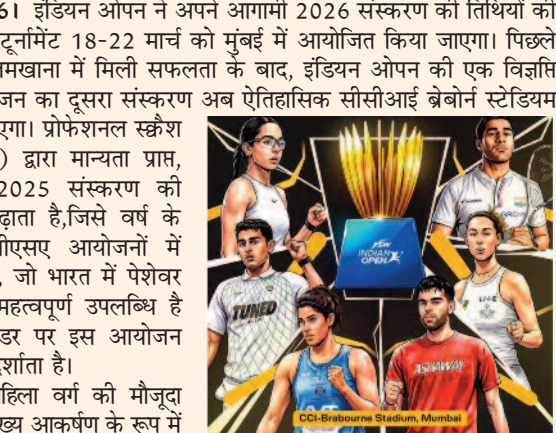 6। इंडियन ओपन ने अपने आगामी 2026 संस्करण की तिथियों की
टूर्नामेंट 18-22 मार्च को मुंबई में आयोजित किया जाएगा। पिछले
मखाना में मिली सफलता के बाद, इंडियन ओपन की एक विज्ञप्ति
जन का दूसरा संस्करण अब ऐतिहासिक सीसीआई ब्रेबोर्न स्टेडियम
एगा। प्रोफेशनल स्क्वैश
) द्वारा मान्यता प्राप्त,
2025 संस्करण की
ढ़ाता है,जिसे वर्ष के
ीएसए आयोजनों में
, जो भारत में पेशेवर
महत्वपूर्ण उपलब्धि है
डर पर इस आयोजन
र्शाता है।
हिला वर्ग की मौजूदा
ख्य आकर्षण के रूप में
JSW
INDIAN
OPEN
TUNED
LIVE
ASHAWAY
CCI-Brabourne Stadium, Mumbai